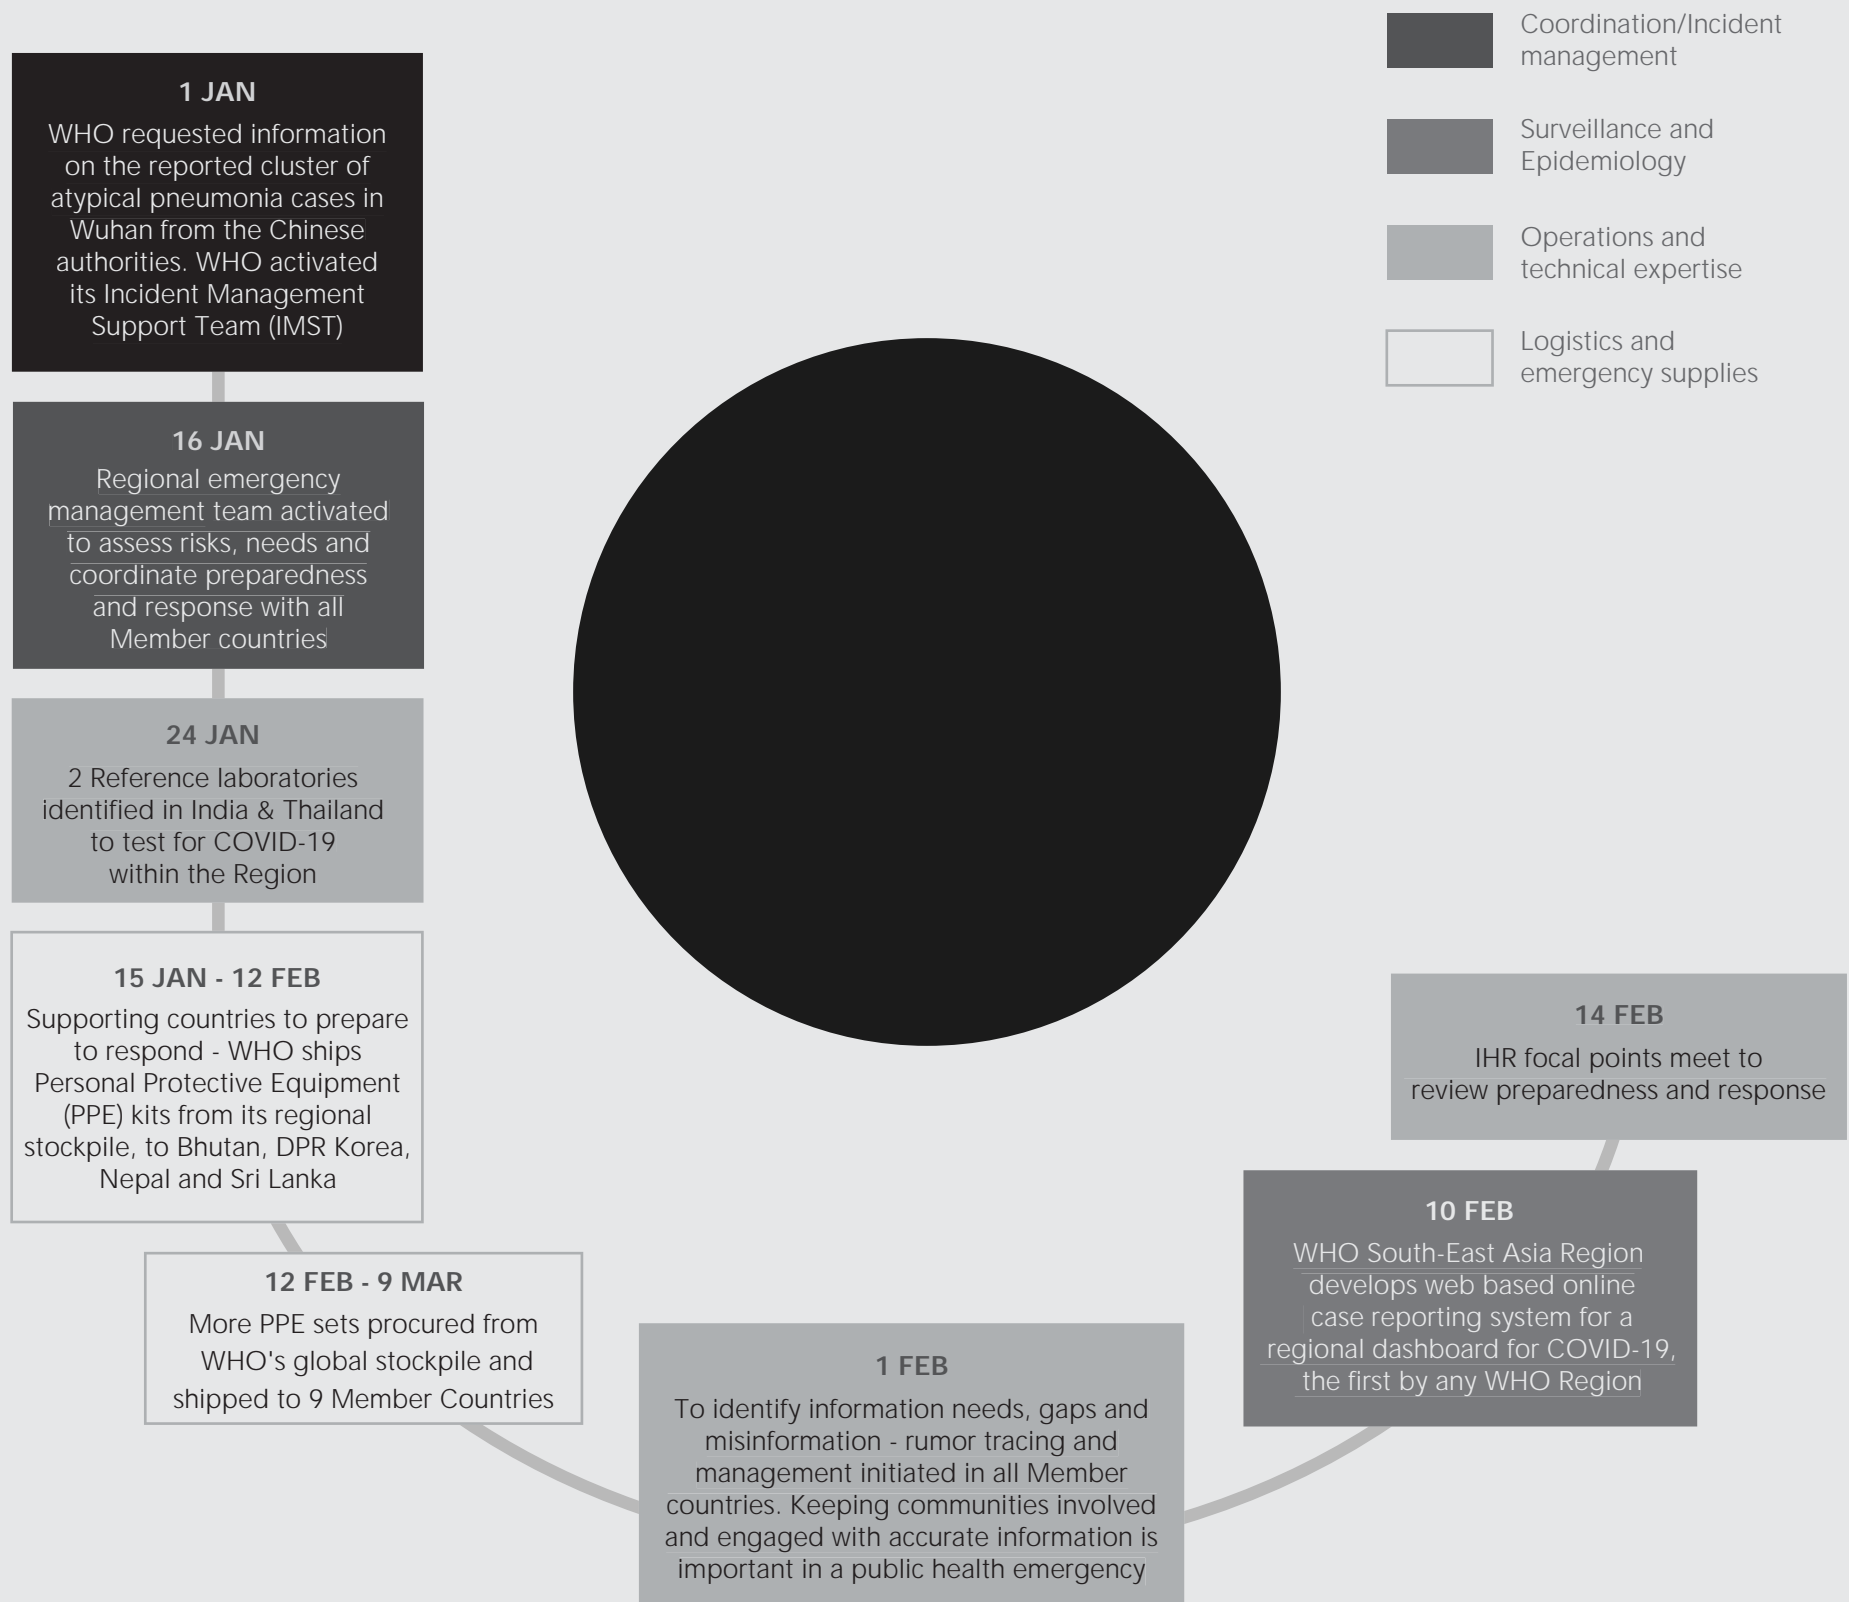 1 JAN
WHO requested information
on the reported cluster of
atypical pneumonia cases in
Wuhan from the Chinese
authorities. WHO activated
its Incident Management
Support Team (IMST)
16 JAN
Regional emergency
management team activated
to assess risks, needs and
coordinate preparedness
and response with all
Member countries
24 JAN
2 Reference laboratories
identified in India & Thailand
to test for COVID-19
within the Region
15 JAN - 12 FEB
Supporting countries to prepare
to respond - WHO ships
Personal Protective Equipment
(PPE) kits from its regional
stockpile, to Bhutan, DPR Korea,
Nepal and Sri Lanka
12 FEB - 9 MAR
More PPE sets procured from
WHO's global stockpile and
shipped to 9 Member Countries
1 FEB
To identify information needs, gaps and
misinformation - rumor tracing and
management initiated in all Member
countries. Keeping communities involved
and engaged with accurate information is
important in a public health emergency
10 FEB
WHO South-East Asia Region
develops web based online
case reporting system for a
regional dashboard for COVID-19,
the first by any WHO Region
14 FEB
IHR focal points meet to
review preparedness and response
Coordination/Incident
management
Surveillance and
Epidemiology
Operations and
technical expertise
Logistics and
emergency supplies